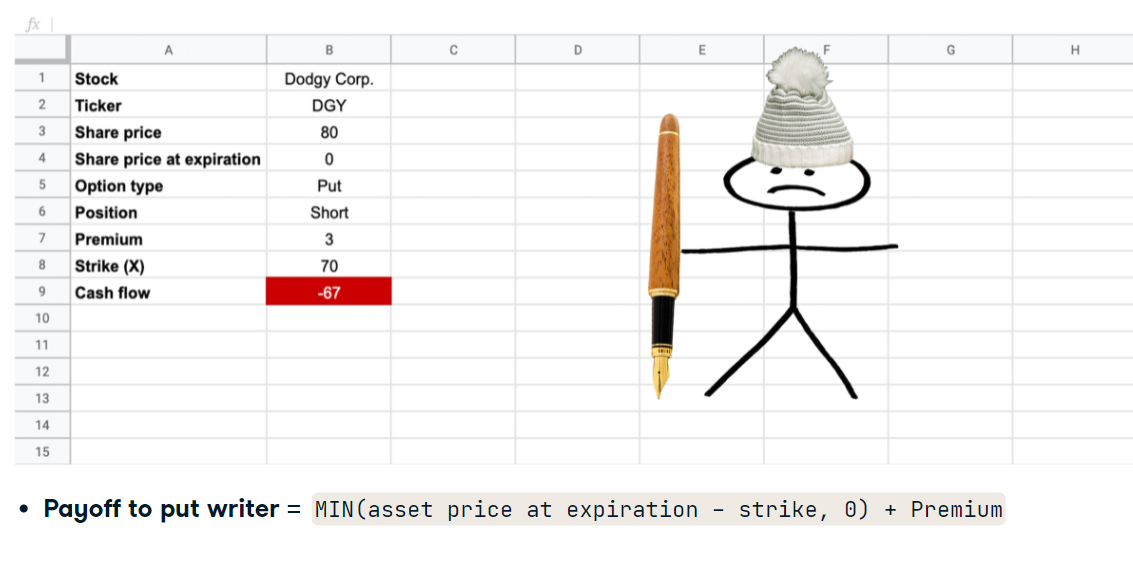 fx
A B C D E F G H
1 Stock Dodgy Corp.
2 Ticker DGY
3 Share price 80
4 Share price at expiration 0
5 Option type Put
6 Position Short
7 Premium 3
8 Strike (X) 70
9 Cash flow -67
10
11
12
13
14
15
• Payoff to put writer = MIN(asset price at expiration − strike, 0) + Premium